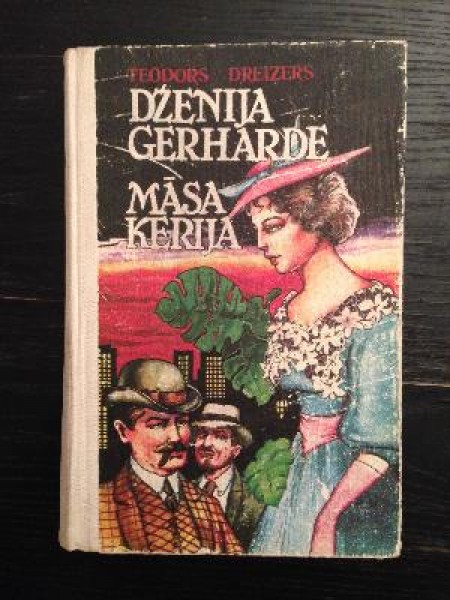 TEODORS DREIZERS
DŽENIJA
GERHARDE
MĀSA
KERIJA